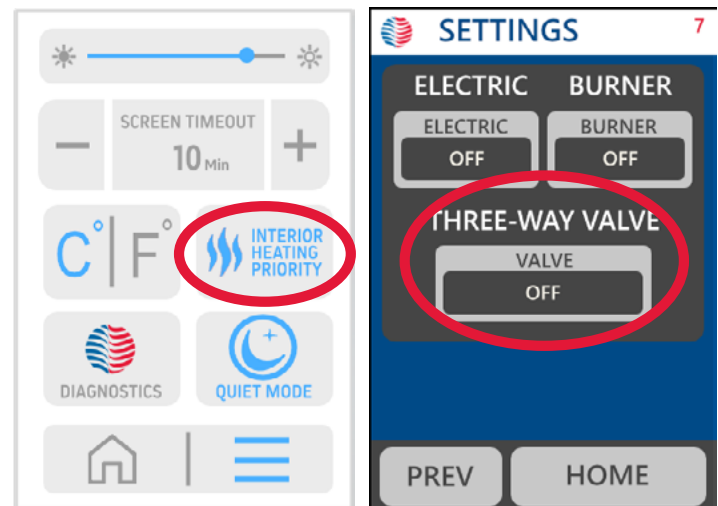 SCREEN TIMEOUT
10 Min
C° F°
INTERIOR
HEATING
PRIORITY
DIAGNOSTICS
QUIET MODE
SETTINGS 7
ELECTRIC BURNER
ELECTRIC BURNER
OFF OFF
THREE-WAY VALVE
VALVE
OFF
PREV HOME